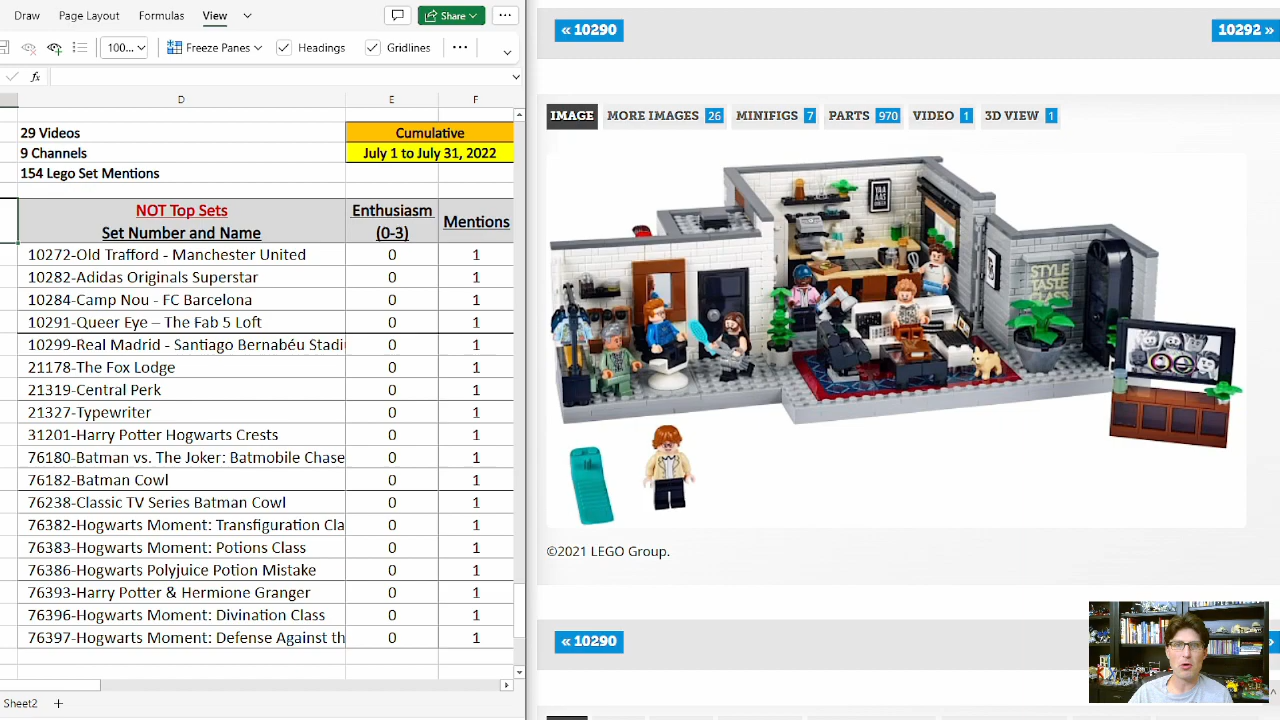 Draw Page Layout Formulas View Share
100... Freeze Panes Headings Gridlines
fx
D E F
29 Videos Cumulative
9 Channels July 1 to July 31, 2022
154 Lego Set Mentions
NOT Top Sets
Set Number and Name
Enthusiasm
(0-3)
Mentions
10272-Old Trafford - Manchester United 0 1
10282-Adidas Originals Superstar 0 1
10284-Camp Nou - FC Barcelona 0 1
10291-Queer Eye – The Fab 5 Loft 0 1
10299-Real Madrid - Santiago Bernabéu Stadi 0 1
21178-The Fox Lodge 0 1
21319-Central Perk 0 1
21327-Typewriter 0 1
31201-Harry Potter Hogwarts Crests 0 1
76180-Batman vs. The Joker: Batmobile Chase 0 1
76182-Batman Cowl 0 1
76238-Classic TV Series Batman Cowl 0 1
76382-Hogwarts Moment: Transfiguration Cla 0 1
76383-Hogwarts Moment: Potions Class 0 1
76386-Hogwarts Polyjuice Potion Mistake 0 1
76393-Harry Potter & Hermione Granger 0 1
76396-Hogwarts Moment: Divination Class 0 1
76397-Hogwarts Moment: Defense Against th 0 1
Sheet2 +
« 10290 10292 »
IMAGE MORE IMAGES 26 MINIFIGS 7 PARTS 970 VIDEO 1 3D VIEW 1
YAA
AAS
QUEEN
STYLE
TASTE
CLASS
©2021 LEGO Group.
« 10290